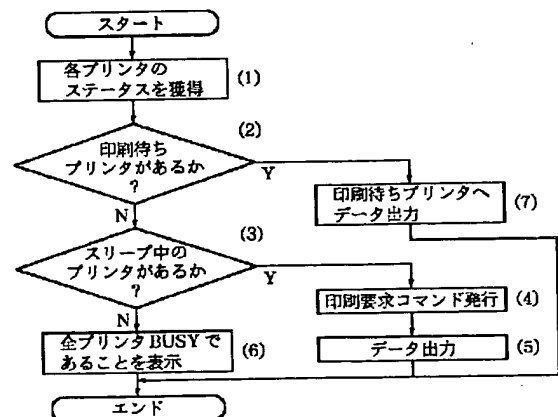 スタート
各プリンタの
ステータスを獲得
(1)
(2)
印刷待ち
プリンタがあるか
?
Y
N
印刷待ちプリンタへ
データ出力
(7)
(3)
スリープ中の
プリンタがあるか
?
Y
N
印刷要求コマンド発行
(4)
全プリンタBUSYで
あることを表示
(6)
データ出力
(5)
エンド